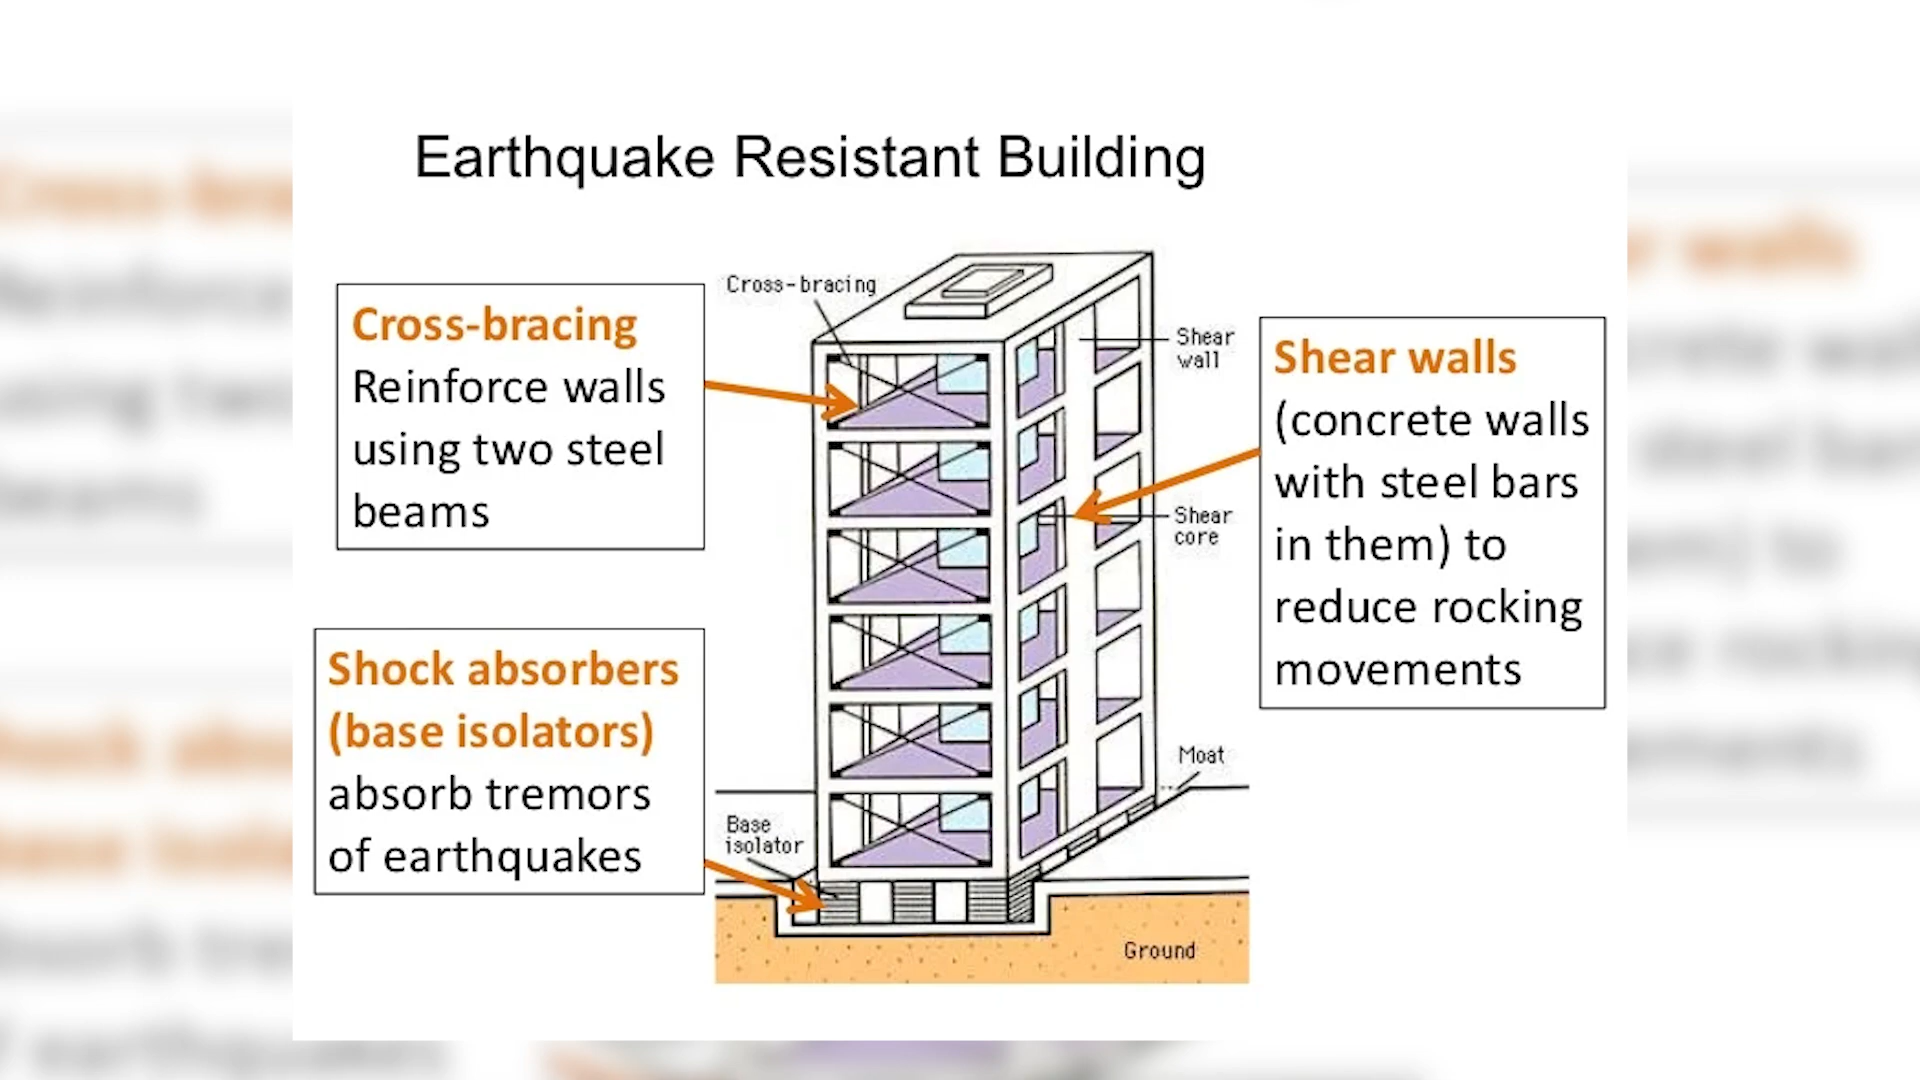 Earthquake Resistant Building
Cross-bracing
Reinforce walls
using two steel
beams
Shock absorbers
(base isolators)
absorb tremors
of earthquakes
Cross-bracing
Shear
wall
Shear
core
Moat
Base
isolator
Ground
Shear walls
(concrete walls
with steel bars
in them) to
reduce rocking
movements